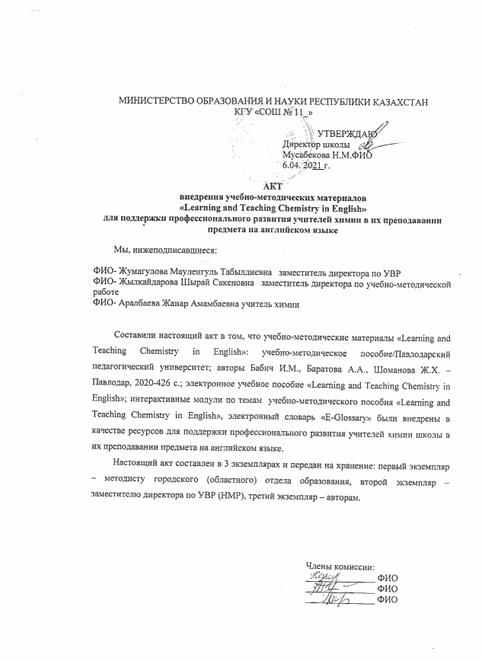 МИНИСТЕРСТВО ОБРАЗОВАНИЯ И НАУКИ РЕСПУБЛИКИ КАЗАХСТАН
КГУ «СОШ № 11_»
УТВЕРЖДАЮ
Директор школы
Мусабекова Н.М.ФИО
6.04. 2021 г.
АКТ
внедрения учебно-методических материалов
«Learning and Teaching Chemistry in English»
для поддержки профессионального развития учителей химии в их преподавании
предмета на английском языке
Мы, нижеподписавшиеся:
ФИО- Жумагулова Мауленгуль Табылдиевна заместитель директора по УВР
ФИО- Жылкайдарова Шырай Сакеновна заместитель директора по учебно-методической
работе
ФИО- Аралбаева Жанар Амамбаевна учитель химии
Составили настоящий акт в том, что учебно-методические материалы «Learning and
Teaching Chemistry in English»: учебно-методическое пособие/Павлодарский
педагогический университет; авторы Бабич И.М., Баратова А.А., Шоманова Ж.Х. –
Павлодар, 2020-426 с.; электронное учебное пособие «Learning and Teaching Chemistry in
English»; интерактивные модули по темам учебно-методического пособия «Learning and
Teaching Chemistry in English», электронный словарь «E-Glossary» были внедрены в
качестве ресурсов для поддержки профессионального развития учителей химии школы в
их преподавании предмета на английском языке.
Настоящий акт составлен в 3 экземплярах и передан на хранение: первый экземпляр
– методисту городского (областного) отдела образования, второй экземпляр –
заместителю директора по УВР (НМР), третий экземпляр – авторам.
Члены комиссии:
ФИО
ФИО
ФИО